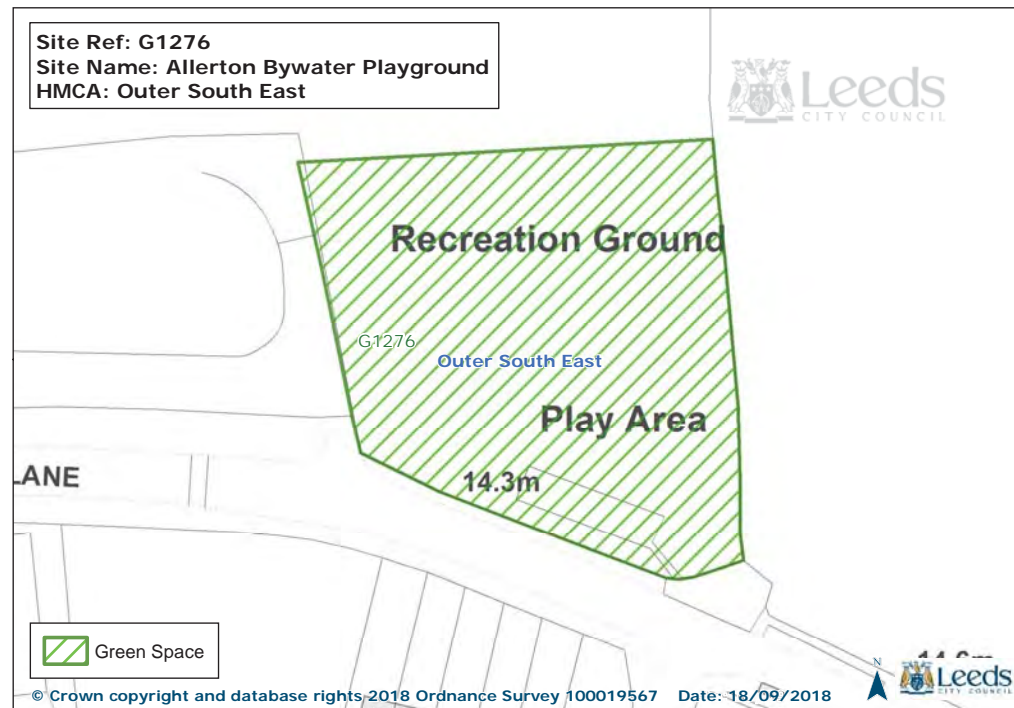 Site Ref: G1276
Site Name: Allerton Bywater Playground
HMCA: Outer South East
Leeds
CITY COUNCIL
Recreation Ground
G1276
Outer South East
Play Area
LANE
14.3m
Green Space
14.6m
N
Leeds
CITY COUNCIL
© Crown copyright and database rights 2018 Ordnance Survey 100019567 Date: 18/09/2018